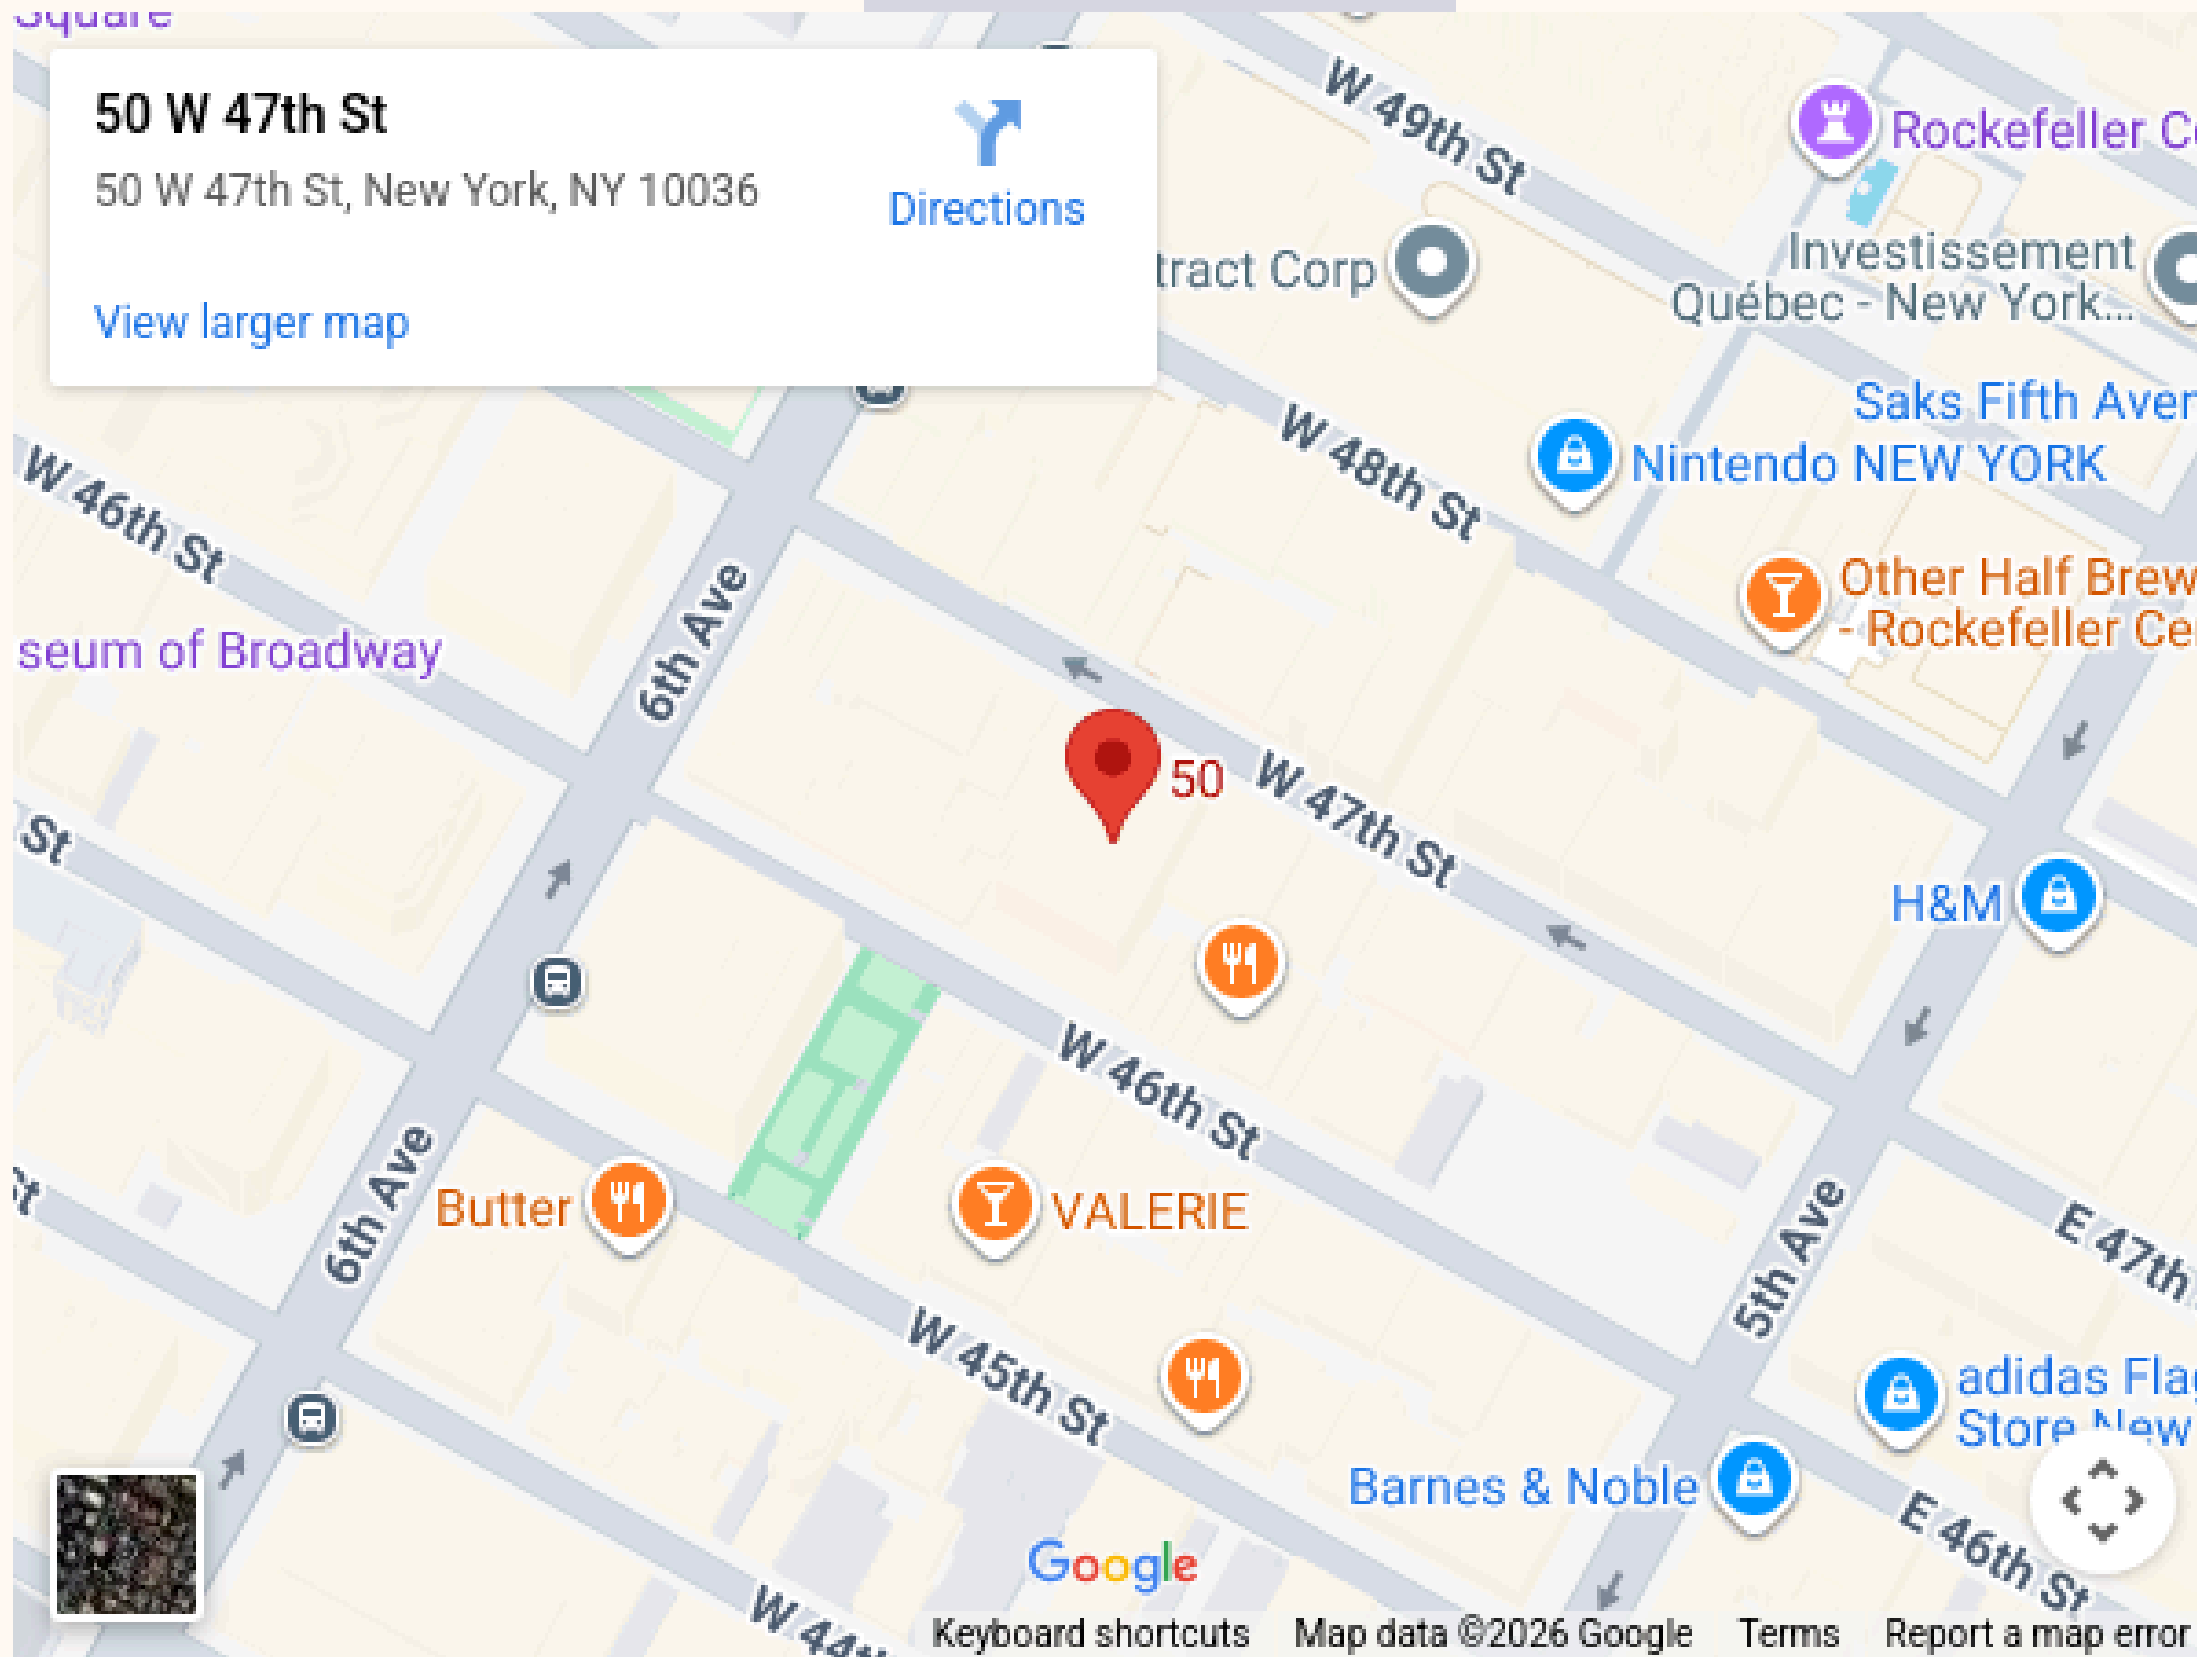 Square
50 W 47th St
50 W 47th St, New York, NY 10036
Directions
View larger map
W 49th St
Rockefeller
tract Corp
Investissement
Québec - New York...
Saks Fifth
W 48th St
Nintendo NEW YORK
W 46th St
Other Half
- Rockefeller
6th Ave
seum of Broadway
50
W 47th St
St
H&M
W 46th St
6th Ave
Butter
VALERIE
5th Ave
E 47th
W 45th St
adidas
Store New
Barnes & Noble
E 46th St
Google
W
Keyboard shortcuts
Map data ©2026 Google
Terms
Report a map error